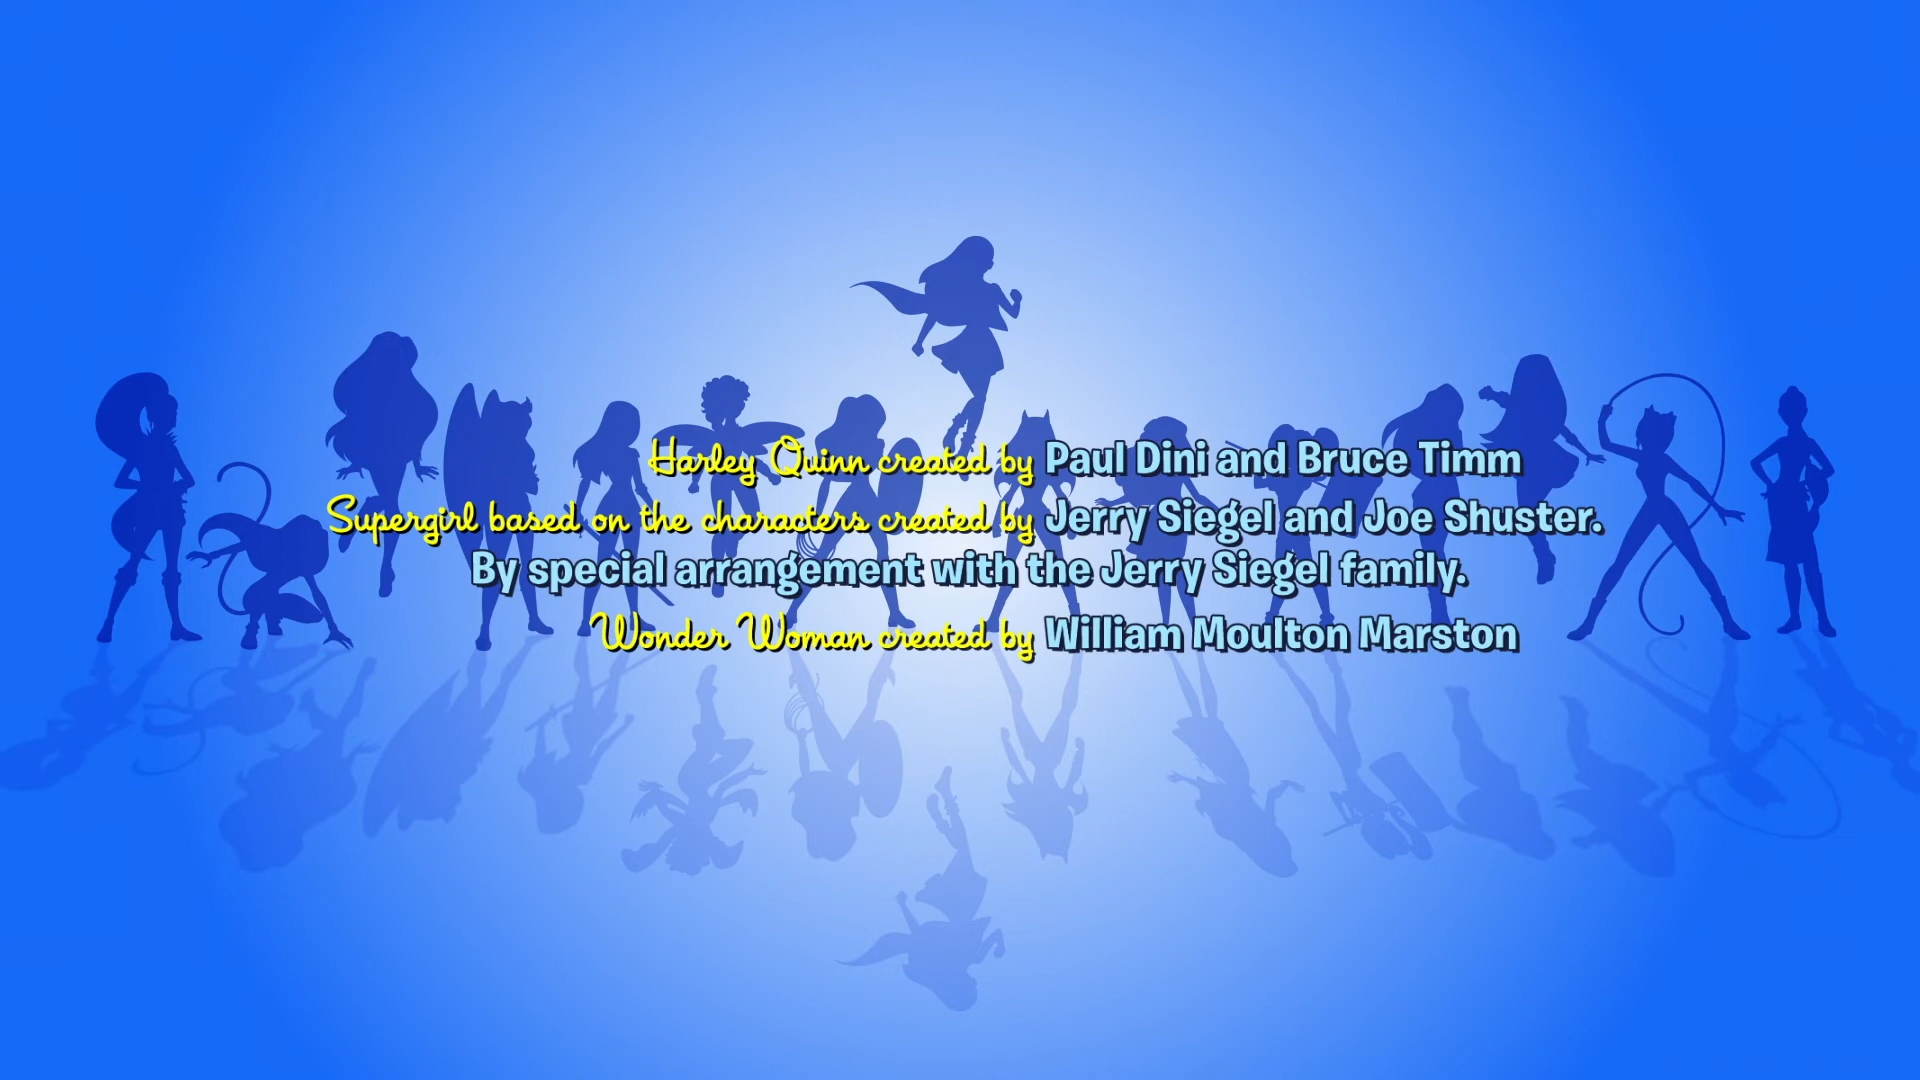 Harley Quinn created by Paul Dini and Bruce Timm
Supergirl based on the characters created by Jerry Siegel and Joe Shuster.
By special arrangement with the Jerry Siegel family.
Wonder Woman created by William Moulton Marston